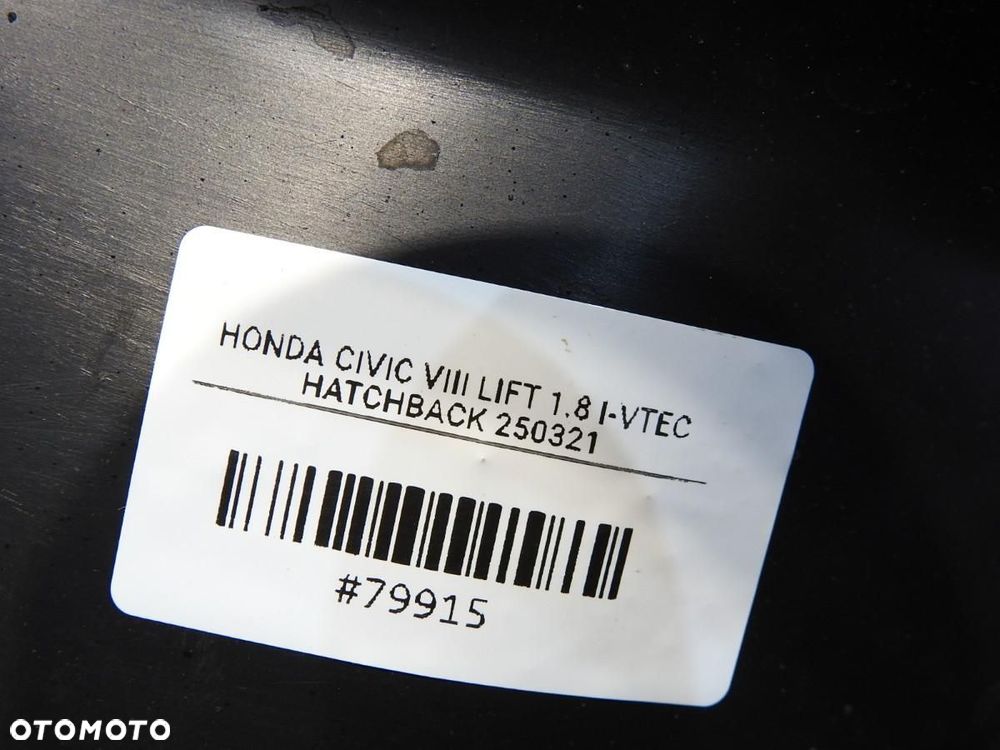 HONDA CIVIC VIII LIFT 1.8 I-VTEC
HATCHBACK 250321
#79915
OTOMOTO